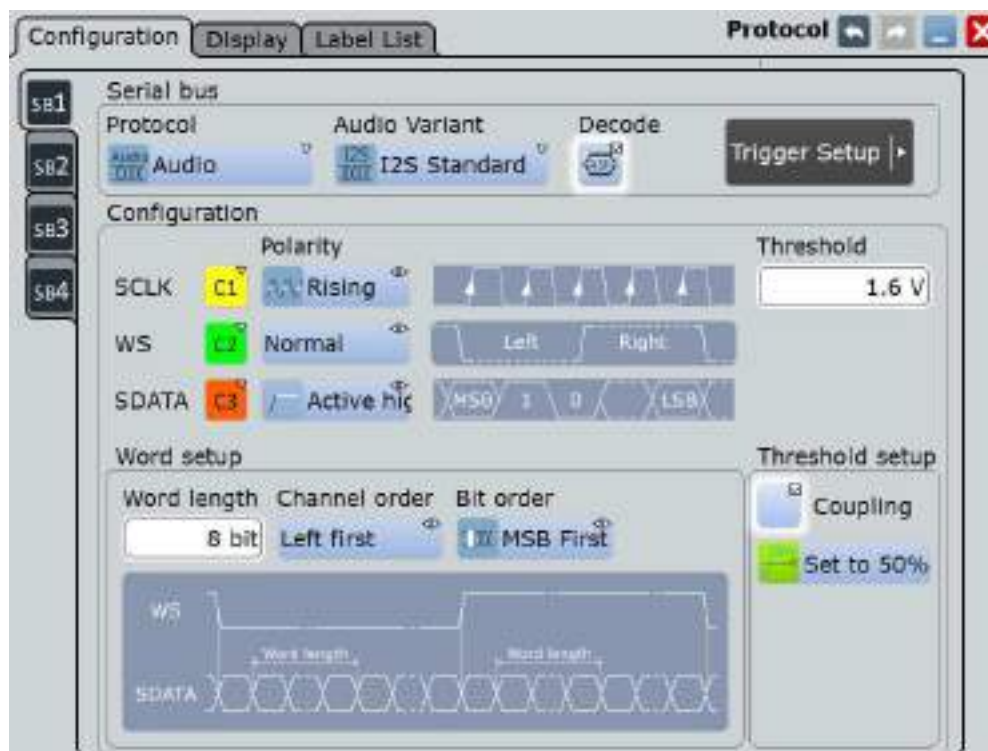 Configuration Display Label List Protocol
SB1
SB2
SB3
SB4
Serial bus
Protocol Audio Variant Decode
Audio I2S Standard Trigger Setup
Configuration
Polarity Threshold
SCLK C1 Rising 1.6 V
WS C2 Normal Left Right
SDATA C3 Active hig MSB 1 0 LSB
Word setup Threshold setup
Word length Channel order Bit order Coupling
8 bit Left first MSB First Set to 50%
WS
Word length Word length
SDATA